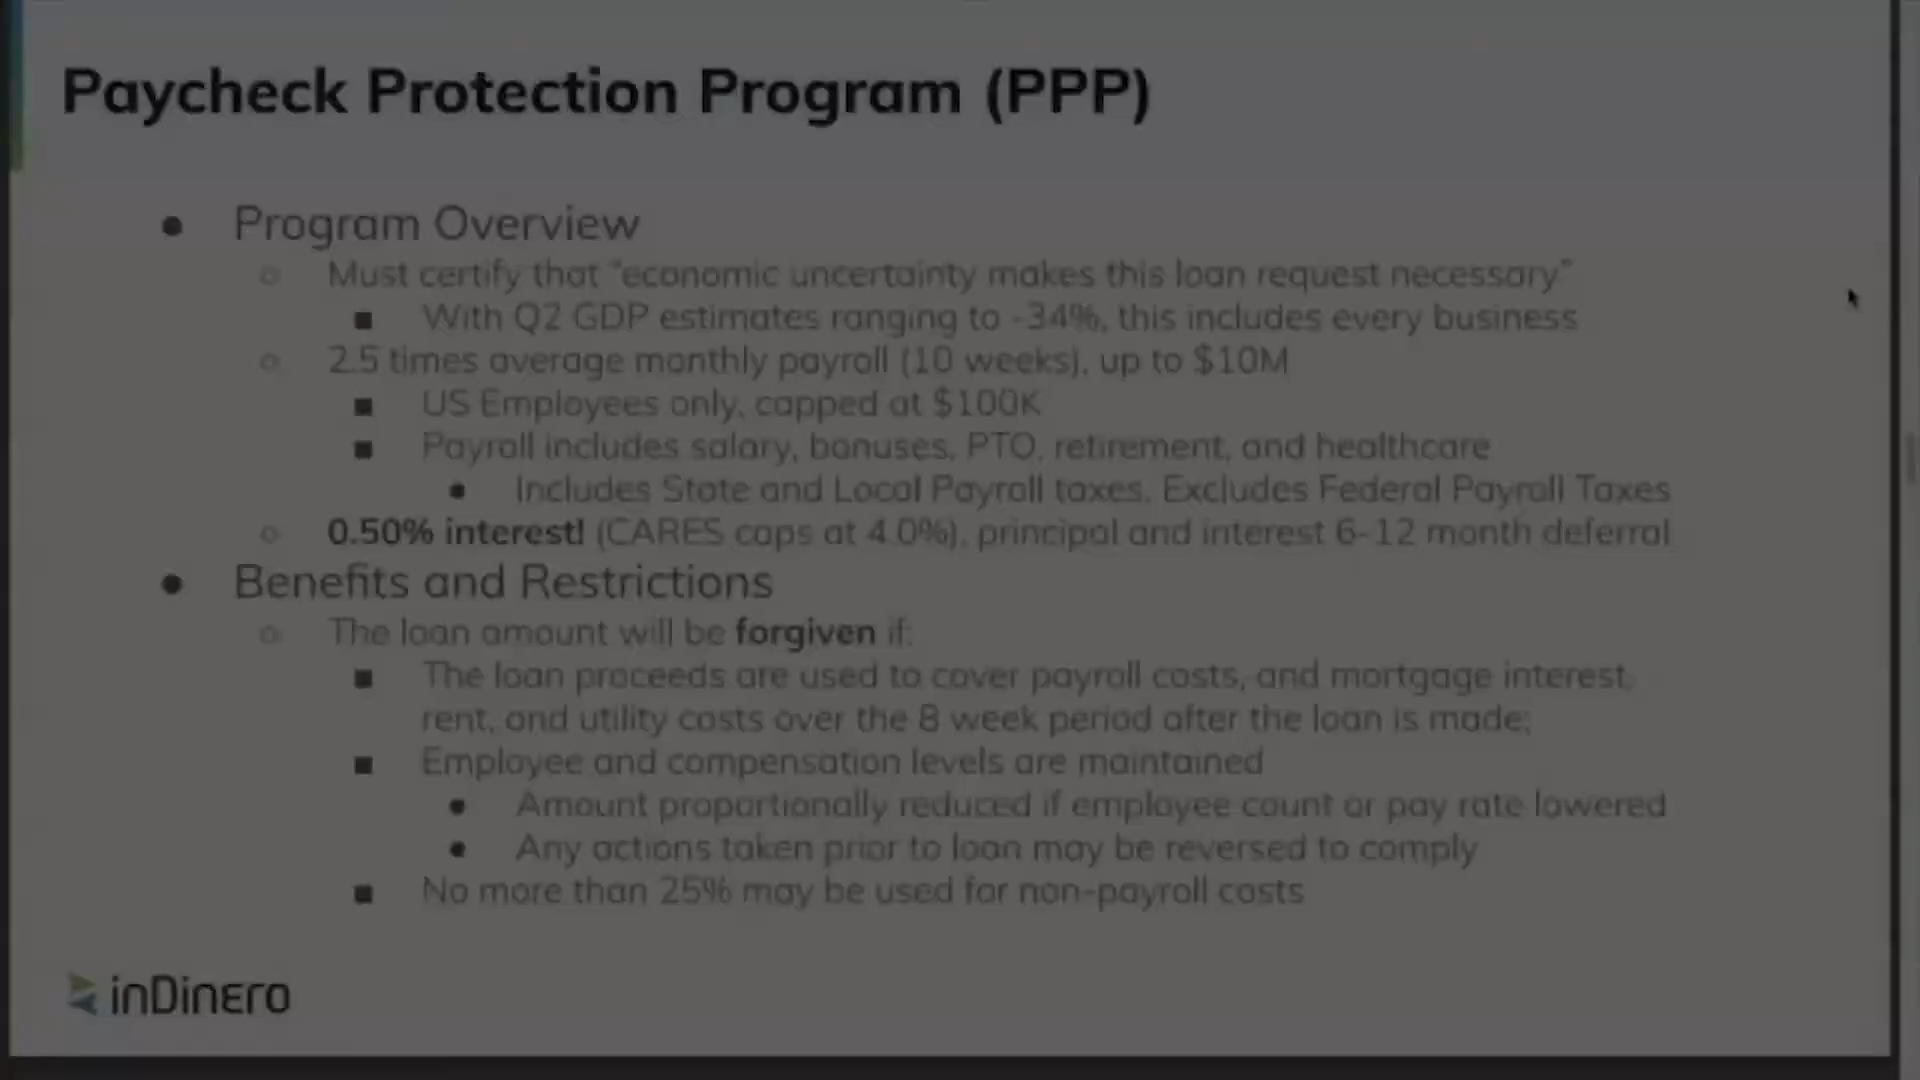 Paycheck Protection Program (PPP)
Program Overview
Must certify that "economic uncertainty makes this loan request necessary"
With Q2 GDP estimates ranging to -34%, this includes every business
2.5 times average monthly payroll (10 weeks), up to $10M
US Employees only, capped at $100K
Payroll includes salary, bonuses, PTO, retirement, and healthcare
Includes State and Local Payroll taxes, Excludes Federal Payroll Taxes
0.50% interest! (CARES caps at 4.0%), principal and interest 6-12 month deferral
Benefits and Restrictions
The loan amount will be forgiven if:
The loan proceeds are used to cover payroll costs, and mortgage interest,
rent, and utility costs over the 8 week period after the loan is made;
Employee and compensation levels are maintained
Amount proportionally reduced if employee count or pay rate lowered
Any actions taken prior to loan may be reversed to comply
No more than 25% may be used for non-payroll costs
inDinero